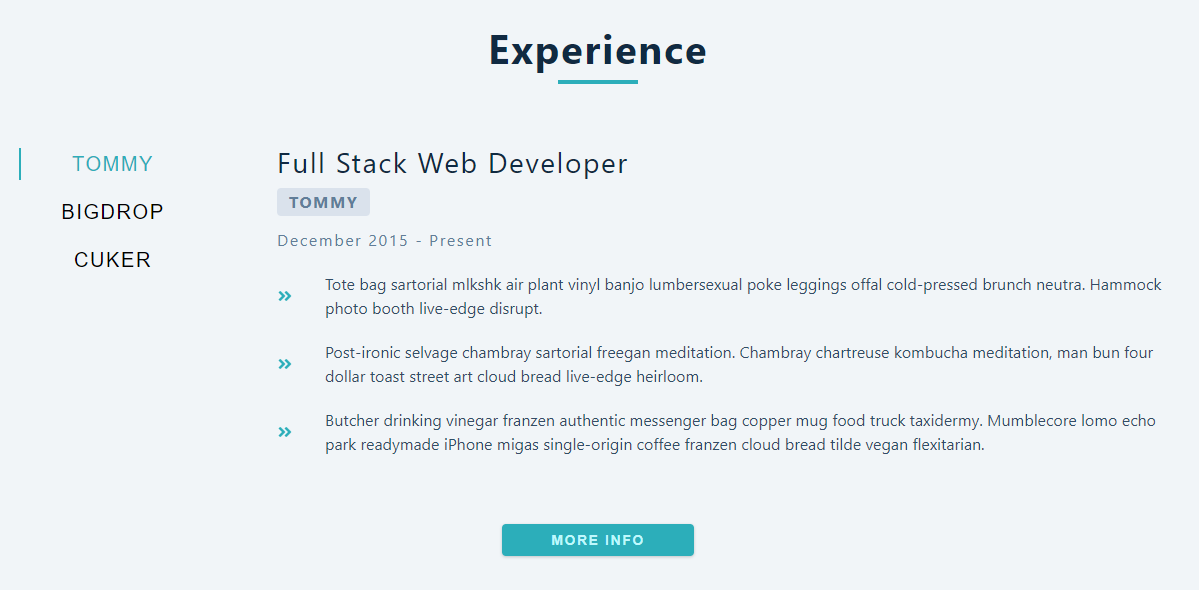 Experience
TOMMY
BIGDROP
CUKER
Full Stack Web Developer
TOMMY
December 2015 - Present
Tote bag sartorial mlkshk air plant vinyl banjo lumbersexual poke leggings offal cold-pressed brunch neutra. Hammock
photo booth live-edge disrupt.
Post-ironic selvage chambray sartorial freegan meditation. Chambray chartreuse kombucha meditation, man bun four
dollar toast street art cloud bread live-edge heirloom.
Butcher drinking vinegar franzen authentic messenger bag copper mug food truck taxidermy. Mumblecore lomo echo
park readymade iPhone migas single-origin coffee franzen cloud bread tilde vegan flexitarian.
MORE INFO